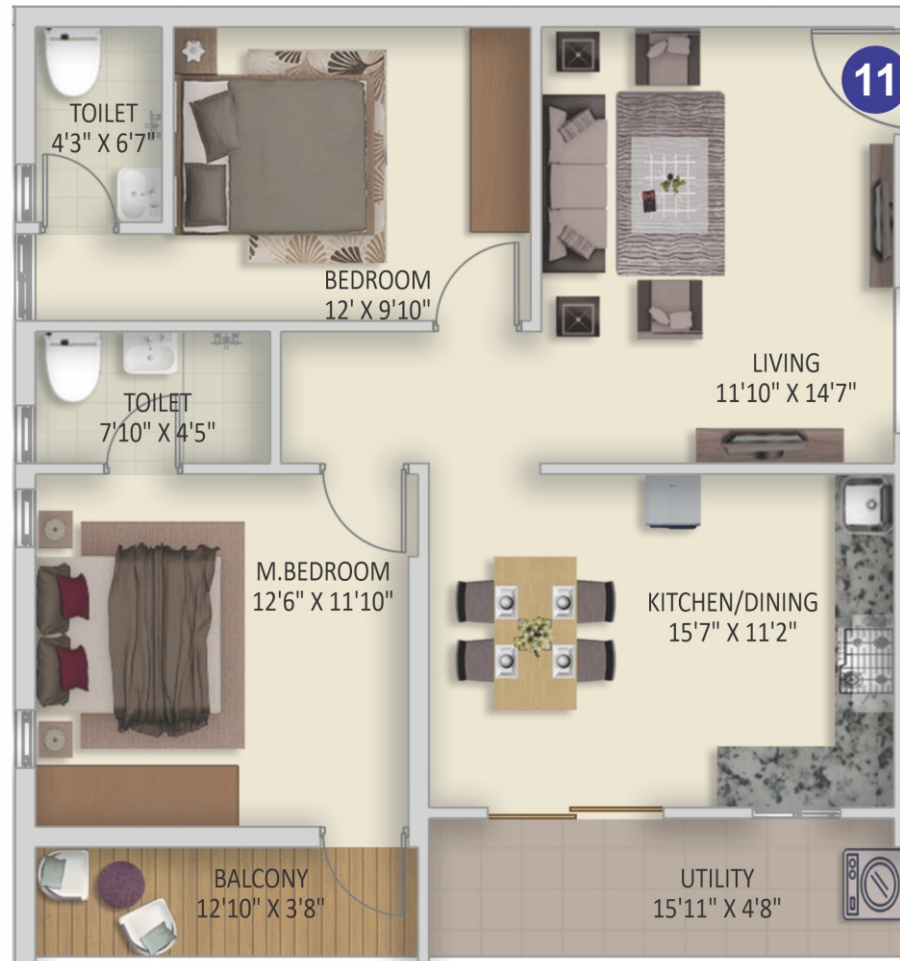 11
TOILET
4'3" X 6'7"
BEDROOM
12' X 9'10"
LIVING
11'10" X 14'7"
TOILET
7'10" X 4'5"
M.BEDROOM
12'6" X 11'10"
KITCHEN/DINING
15'7" X 11'2"
BALCONY
12'10" X 3'8"
UTILITY
15'11" X 4'8"